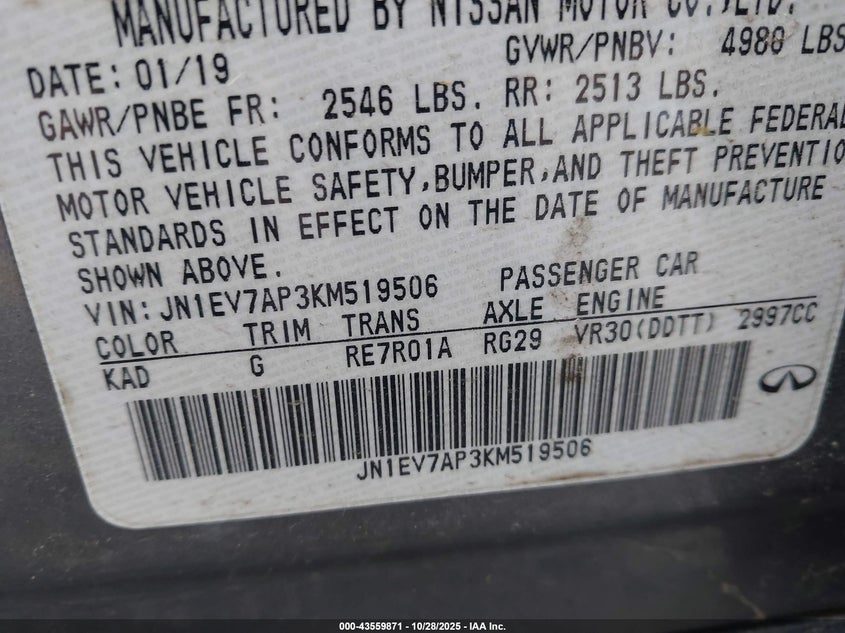 MANUFACTURED BY NISSAN MOTOR CO.,LTD.
DATE: 01/19 GVWR/PNBV: 4980 LBS
GAWR/PNBE FR: 2546 LBS. RR: 2513 LBS.
THIS VEHICLE CONFORMS TO ALL APPLICABLE FEDERAL
MOTOR VEHICLE SAFETY,BUMPER,AND THEFT PREVENTIO
STANDARDS IN EFFECT ON THE DATE OF MANUFACTURE
SHOWN ABOVE.
VIN: JN1EV7AP3KM519506 PASSENGER CAR
COLOR TRIM TRANS AXLE ENGINE
KAD G RE7R01A RG29 VR30(DDTT) 2997CC
JN1EV7AP3KM519506
000-43559871 | 10/28/2025 - IAA Inc.